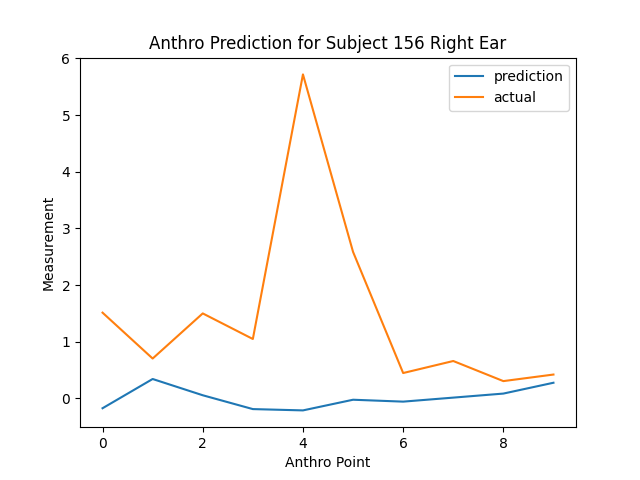 Anthro Prediction for Subject 156 Right Ear
prediction
actual
6
5
4
3
2
1
0
Measurement
0 2 4 6 8
Anthro Point